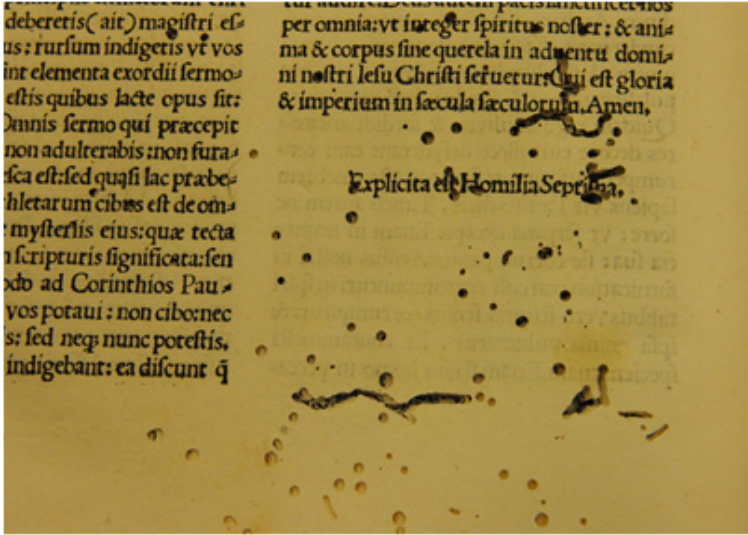 deberetis(ait)magistri es⸗
us: rursum indigetis vt vos
int elementa exordii sermo⸗
estis quibus lacte opus sit:
Omnis sermo qui præcepit
non adulterabis:non fura⸗
sca est:sed quasi lac præbe⸗
hletarum cibus est de om⸗
mysteriis eius:quæ tecta
scripturis significata:sen
ad Corinthios Pau⸗
vos potaui: non cibo:nec
s: sed neqꝫ nunc potestis,
indigebant: ea discunt q̄
per omnia:vt integer spiritus noster: & ani⸗
ma & corpus sine querela in aduentu domi⸗
ni nostri Iesu Christi seruetur:Qui est gloria
& imperium in sæcula sæculorum, Amen,
Explicita est Homilia Septima.